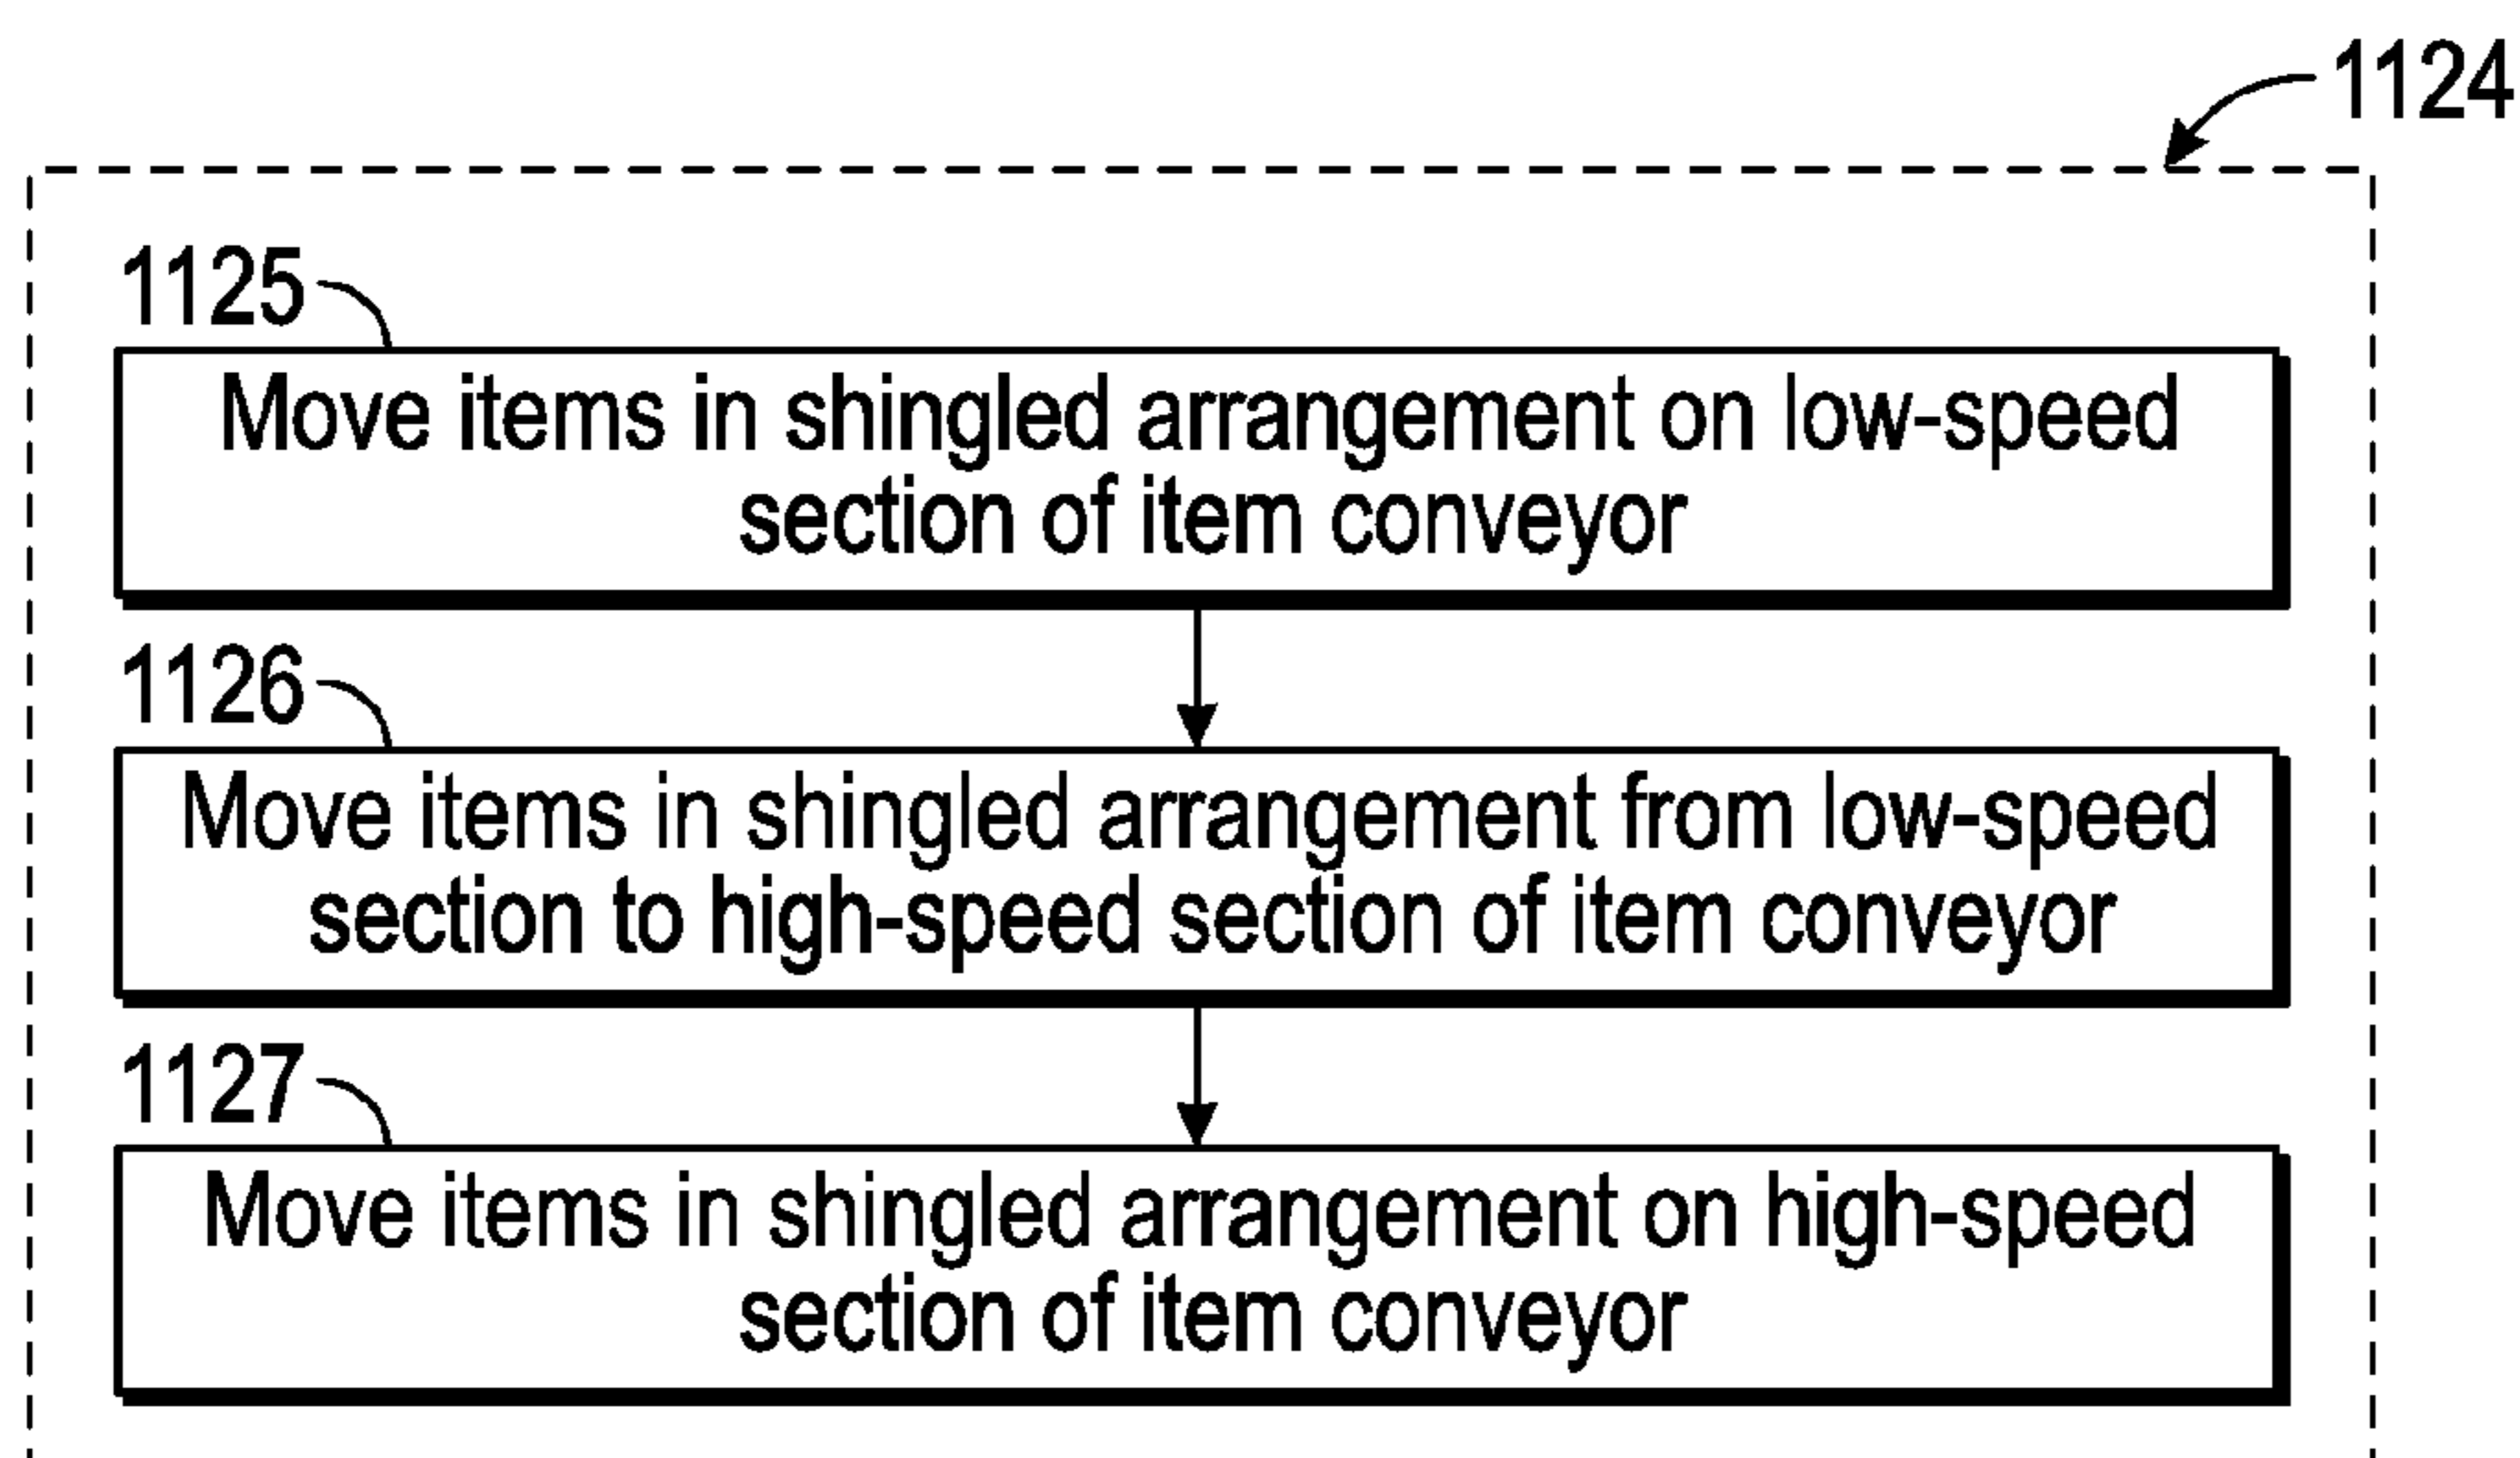 1124
1125
Move items in shingled arrangement on low-speed
section of item conveyor
1126
Move items in shingled arrangement from low-speed
section to high-speed section of item conveyor
1127
Move items in shingled arrangement on high-speed
section of item conveyor